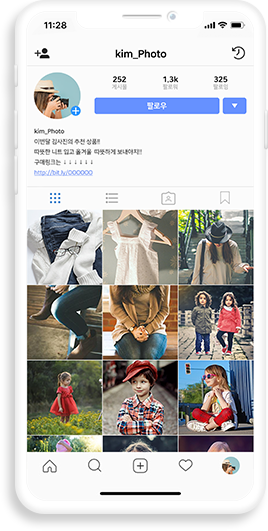 11:28
kim_Photo
252 1,3k 325
게시물 팔로워 팔로잉
팔로우
kim_Photo
이번달 김사진의 추천 상품!!
따뜻한 니트 입고 올겨울 따뜻하게 보내야지!!
구매링크는 ↓↓↓↓↓↓
http://bit.ly/OOOOOO